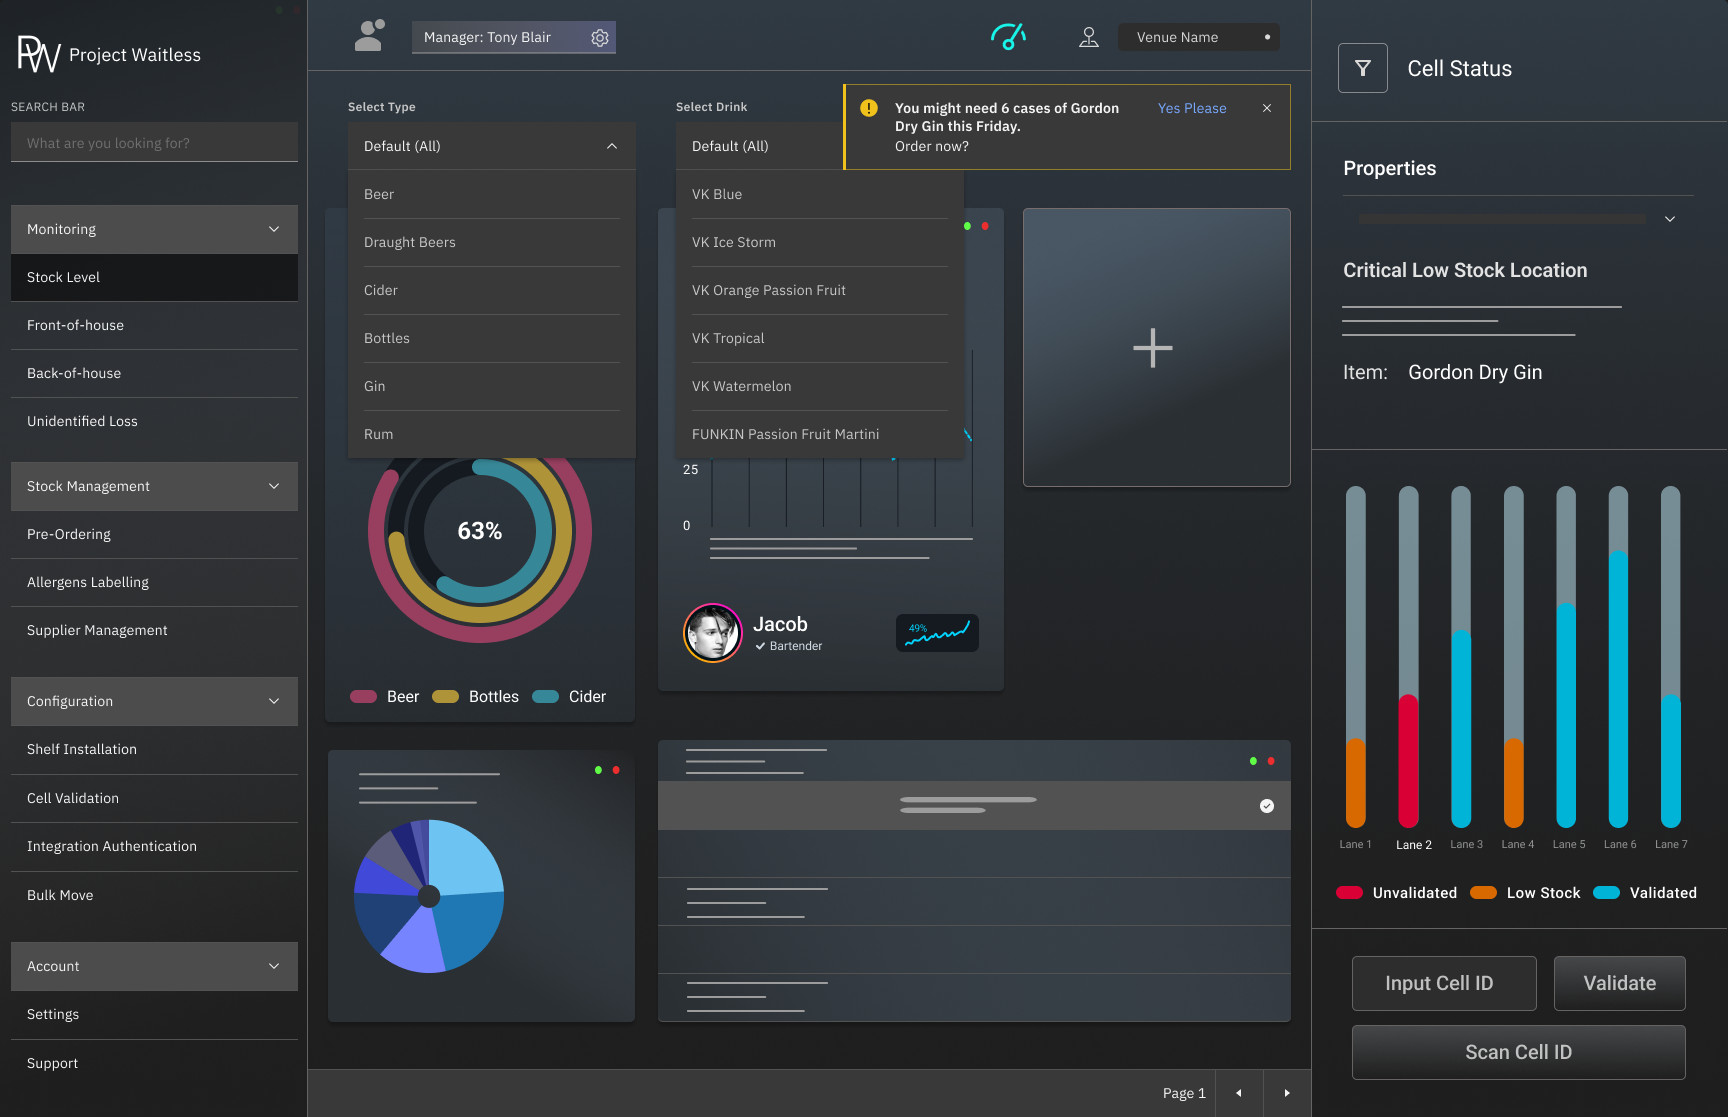 PW Project Waitless
SEARCH BAR
What are you looking for?
Monitoring
Stock Level
Front-of-house
Back-of-house
Unidentified Loss
Stock Management
Pre-Ordering
Allergens Labelling
Supplier Management
Configuration
Shelf Installation
Cell Validation
Integration Authentication
Bulk Move
Account
Settings
Support
Manager: Tony Blair
Venue Name
Select Type
Default (All)
Beer
Draught Beers
Cider
Bottles
Gin
Rum
Select Drink
Default (All)
VK Blue
VK Ice Storm
VK Orange Passion Fruit
VK Tropical
VK Watermelon
FUNKIN Passion Fruit Martini
You might need 6 cases of Gordon
Dry Gin this Friday.
Order now?
Yes Please
63%
Beer Bottles Cider
25
0
Jacob
Bartender
49%
Page 1
Cell Status
Properties
Critical Low Stock Location
Item: Gordon Dry Gin
Lane 1 Lane 2 Lane 3 Lane 4 Lane 5 Lane 6 Lane 7
Unvalidated Low Stock Validated
Input Cell ID
Validate
Scan Cell ID